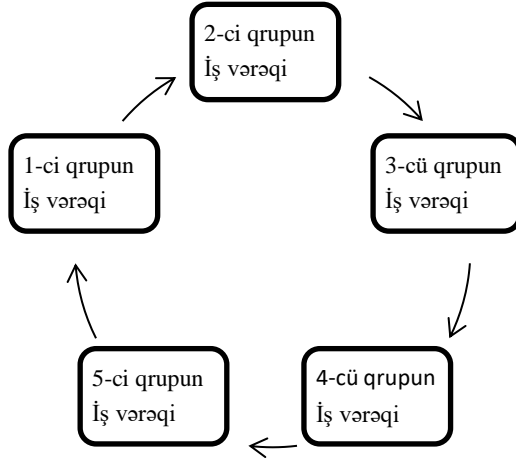 2-ci qrupun
İş vərəqi
1-ci qrupun
İş vərəqi
3-cü qrupun
İş vərəqi
5-ci qrupun
İş vərəqi
4-cü qrupun
İş vərəqi